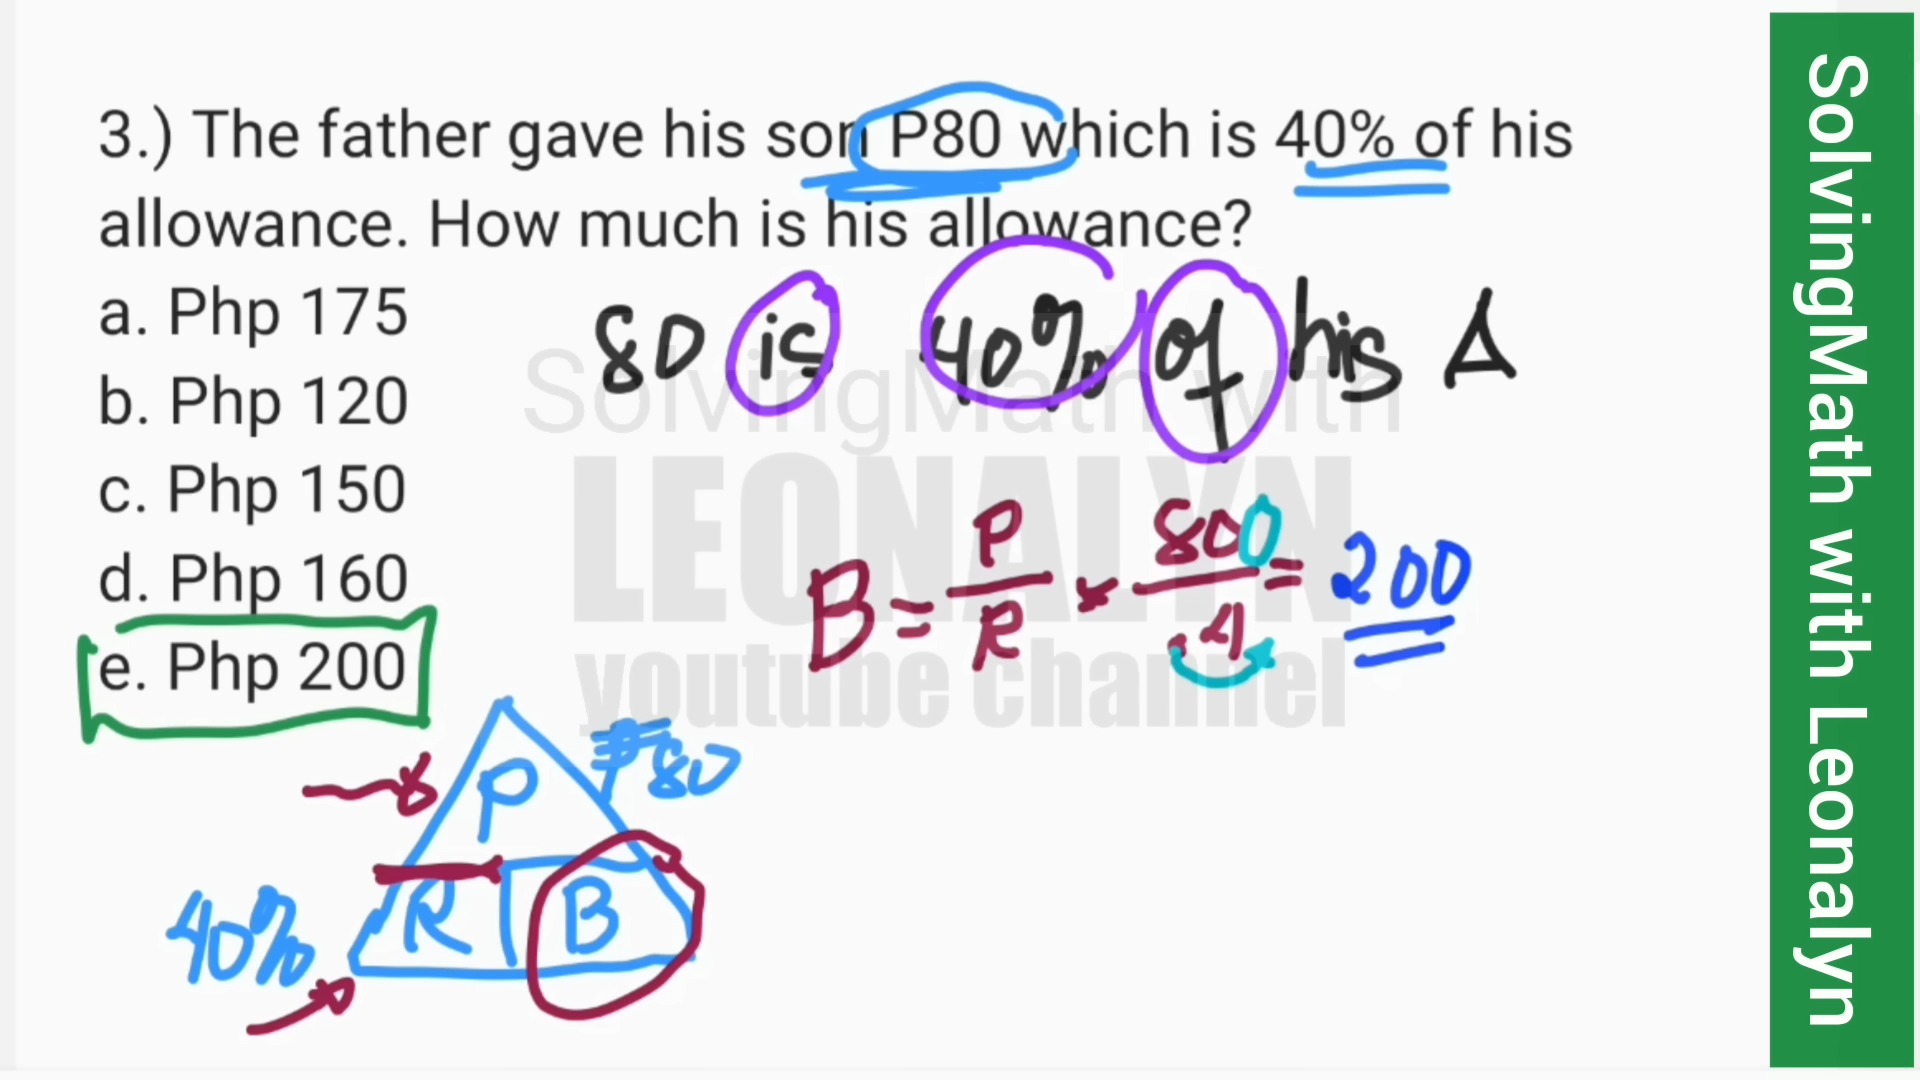 3.) The father gave his son P80 which is 40% of his
allowance. How much is his allowance?
a. Php 175
b. Php 120
c. Php 150
d. Php 160
e. Php 200
80 is 40% of his A
SolvingMath with
LEONALYN
youtube channel
B = P/R = 800/.4 = 200
P
₱80
R
B
40%
SolvingMath with Leonalyn